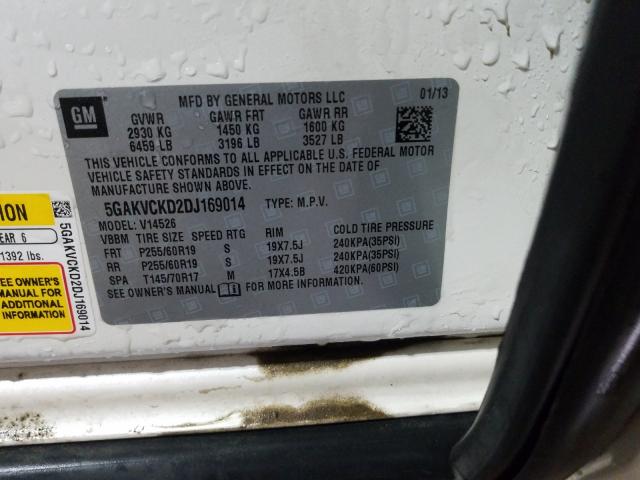 GM
MFD BY GENERAL MOTORS LLC 01/13
GVWR GAWR FRT GAWR RR
2930 KG 1450 KG 1600 KG
6459 LB 3196 LB 3527 LB
THIS VEHICLE CONFORMS TO ALL APPLICABLE U.S. FEDERAL MOTOR
VEHICLE SAFETY STANDARDS IN EFFECT ON THE DATE OF
MANUFACTURE SHOWN ABOVE.
5GAKVCKD2DJ169014 TYPE: M.P.V.
MODEL: V14526
VBBM TIRE SIZE SPEED RTG RIM COLD TIRE PRESSURE
FRT P255/60R19 S 19X7.5J 240KPA(35PSI)
RR P255/60R19 S 19X7.5J 240KPA(35PSI)
SPA T145/70R17 M 17X4.5B 420KPA(60PSI)
SEE OWNER'S MANUAL FOR MORE INFORMATION.
ION
EAR 6
1392 lbs.
SEE OWNER'S
MANUAL FOR
ADDITIONAL
INFORMATION
5GAKVCKD2DJ169014